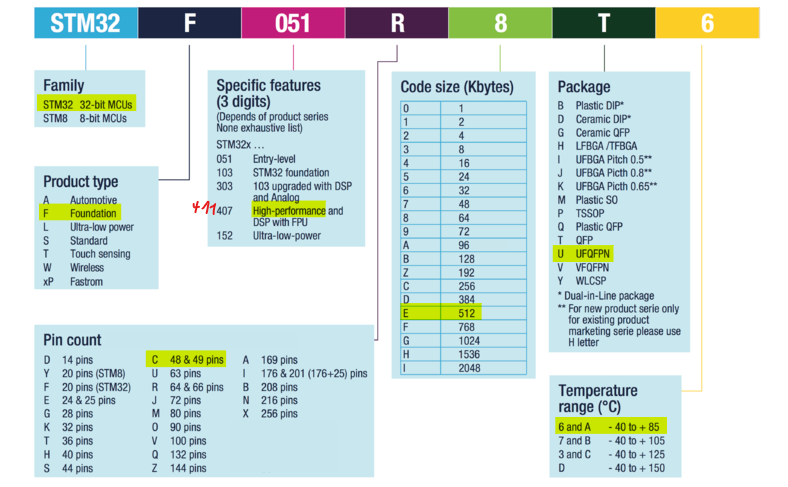 STM32 F 051 R 8 T 6
Family
STM32 32-bit MCUs
STM8 8-bit MCUs
Product type
A Automotive
F Foundation
L Ultra-low power
S Standard
T Touch sensing
W Wireless
xP Fastrom
Specific features
(3 digits)
(Depends of product series
None exhaustive list)
STM32x ...
051 Entry-level
103 STM32 foundation
303 103 upgraded with DSP
and Analog
411
407 High-performance and
DSP with FPU
152 Ultra-low-power
Pin count
D 14 pins
Y 20 pins (STM8)
F 20 pins (STM32)
E 24 & 25 pins
G 28 pins
K 32 pins
T 36 pins
H 40 pins
S 44 pins
C 48 & 49 pins
U 63 pins
R 64 & 66 pins
J 72 pins
M 80 pins
O 90 pins
V 100 pins
Q 132 pins
Z 144 pins
A 169 pins
I 176 & 201 (176+25) pins
B 208 pins
N 216 pins
X 256 pins
Code size (Kbytes)
0 1
1 2
2 4
3 8
4 16
5 24
6 32
7 48
8 64
9 72
A 96
B 128
Z 192
C 256
D 384
E 512
F 768
G 1024
H 1536
I 2048
Package
B Plastic DIP*
D Ceramic DIP*
G Ceramic QFP
H LFBGA /TFBGA
I UFBGA Pitch 0.5**
J UFBGA Picth 0.8**
K UFBGA Picth 0.65**
M Plastic SO
P TSSOP
Q Plastic QFP
T QFP
U UFQFPN
V VFQFPN
Y WLCSP
* Dual-in-Line package
** For new product serie only
for existing product
marketing serie please use
H letter
Temperature
range (°C)
6 and A - 40 to + 85
7 and B - 40 to + 105
3 and C - 40 to + 125
D - 40 to + 150